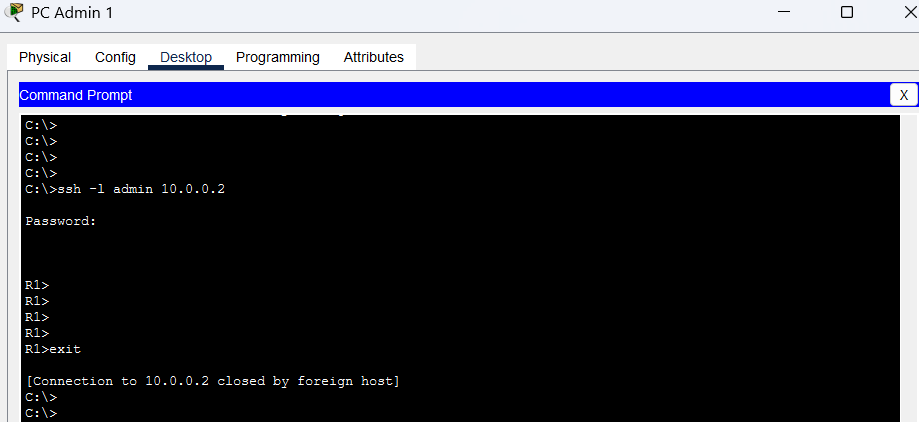 PC Admin 1
Physical Config Desktop Programming Attributes
Command Prompt X
C:\>
C:\>
C:\>
C:\>
C:\>ssh -l admin 10.0.0.2
Password:
R1>
R1>
R1>
R1>
R1>exit
[Connection to 10.0.0.2 closed by foreign host]
C:\>
C:\>